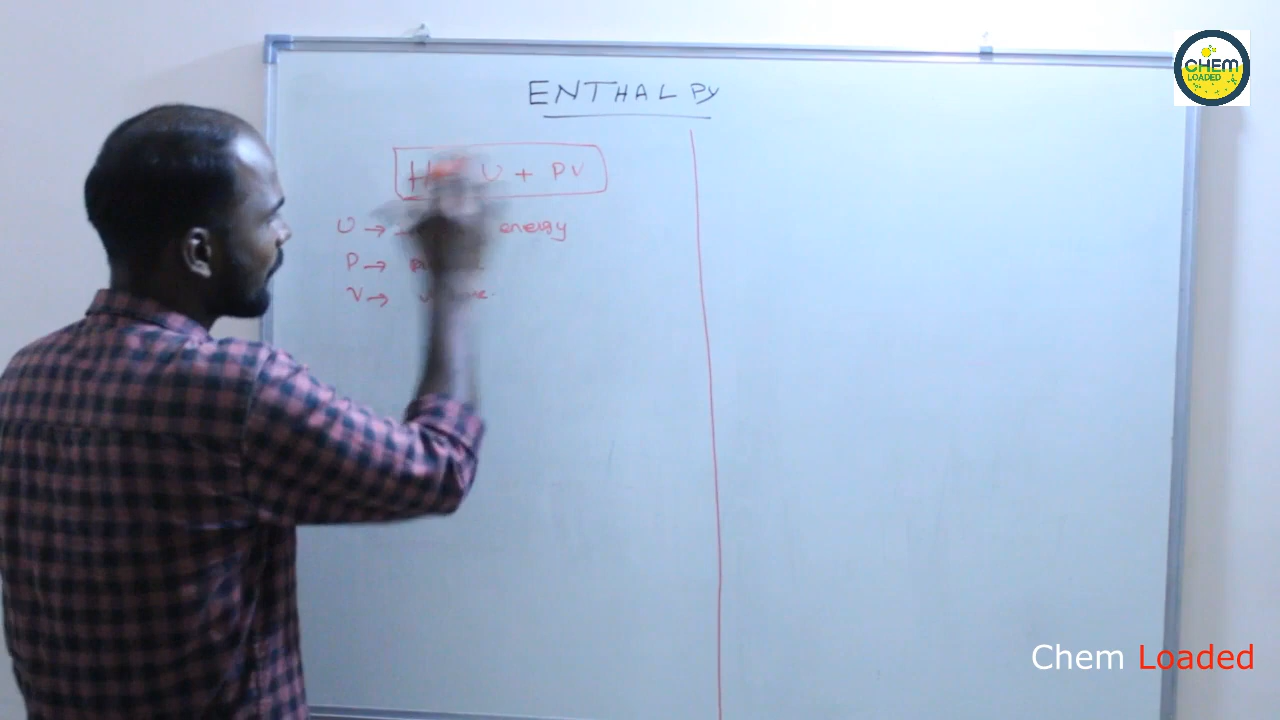 ENTHALPY
CHEM
LOADED
H U + PV
U → energy
P →
V →
Chem Loaded